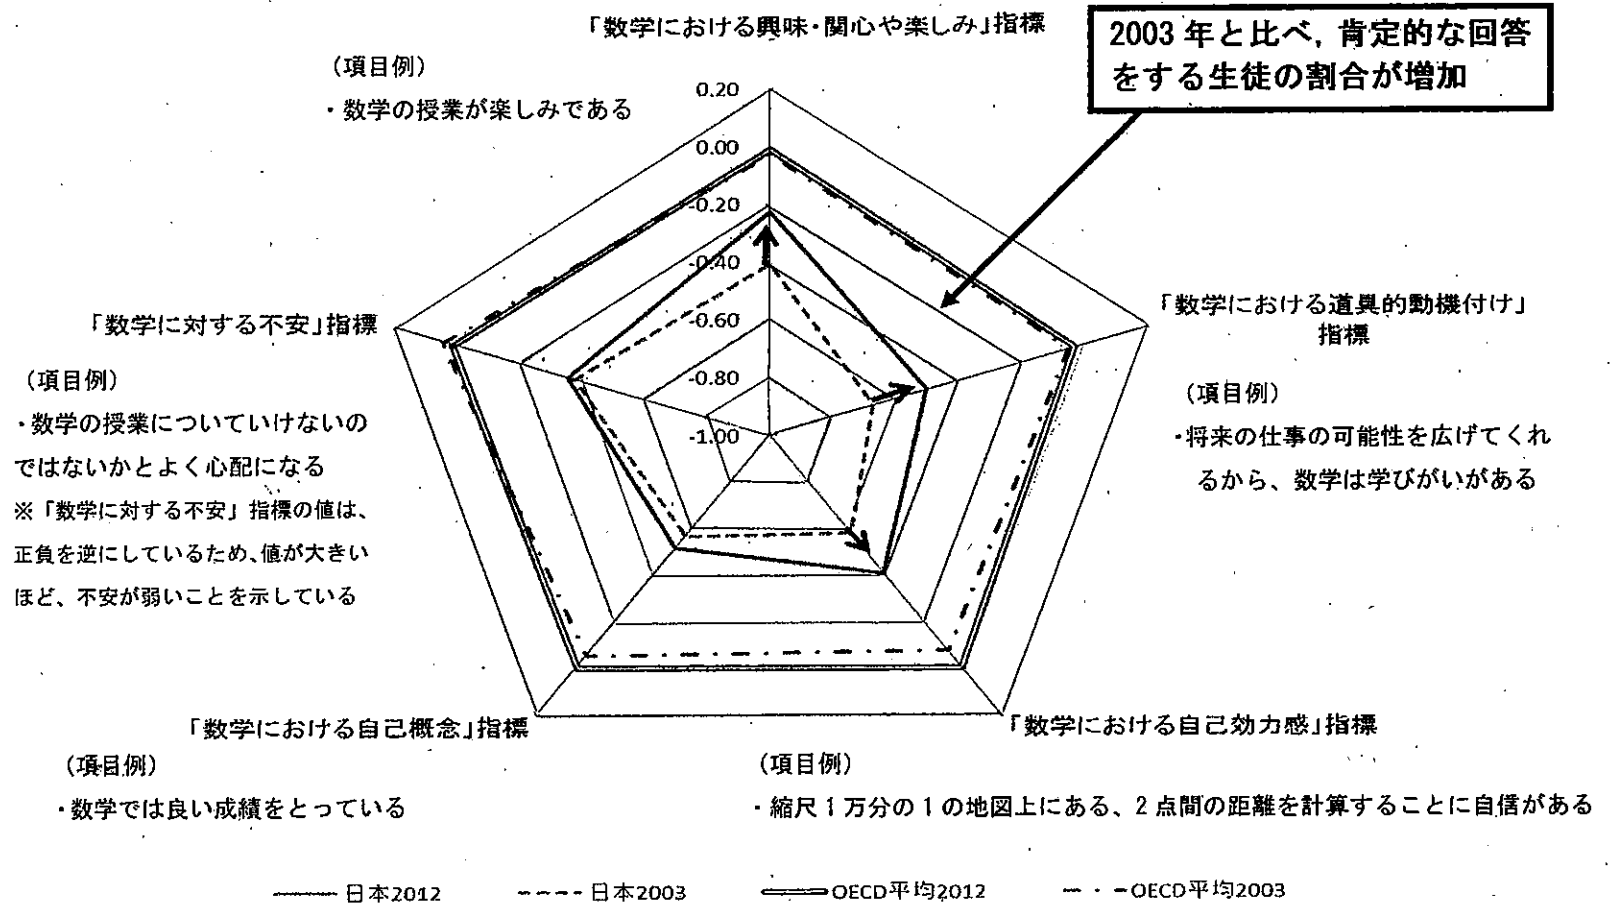 「数学における興味・関心や楽しみ」指標
2003 年と比べ, 肯定的な回答
をする生徒の割合が増加
（項目例）
・数学の授業が楽しみである
0.20
0.00
-0.20
-0.40
-0.60
-0.80
-1.00
「数学における道具的動機付け」
指標
（項目例）
・将来の仕事の可能性を広げてくれ
るから、数学は学びがいがある
「数学に対する不安」指標
（項目例）
・数学の授業についていけないの
ではないかとよく心配になる
※「数学に対する不安」指標の値は、
正負を逆にしているため、値が大きい
ほど、不安が弱いことを示している
「数学における自己概念」指標
（項目例）
・数学では良い成績をとっている
「数学における自己効力感」指標
（項目例）
・縮尺１万分の１の地図上にある、２点間の距離を計算することに自信がある
日本2012 日本2003 OECD平均2012 OECD平均2003